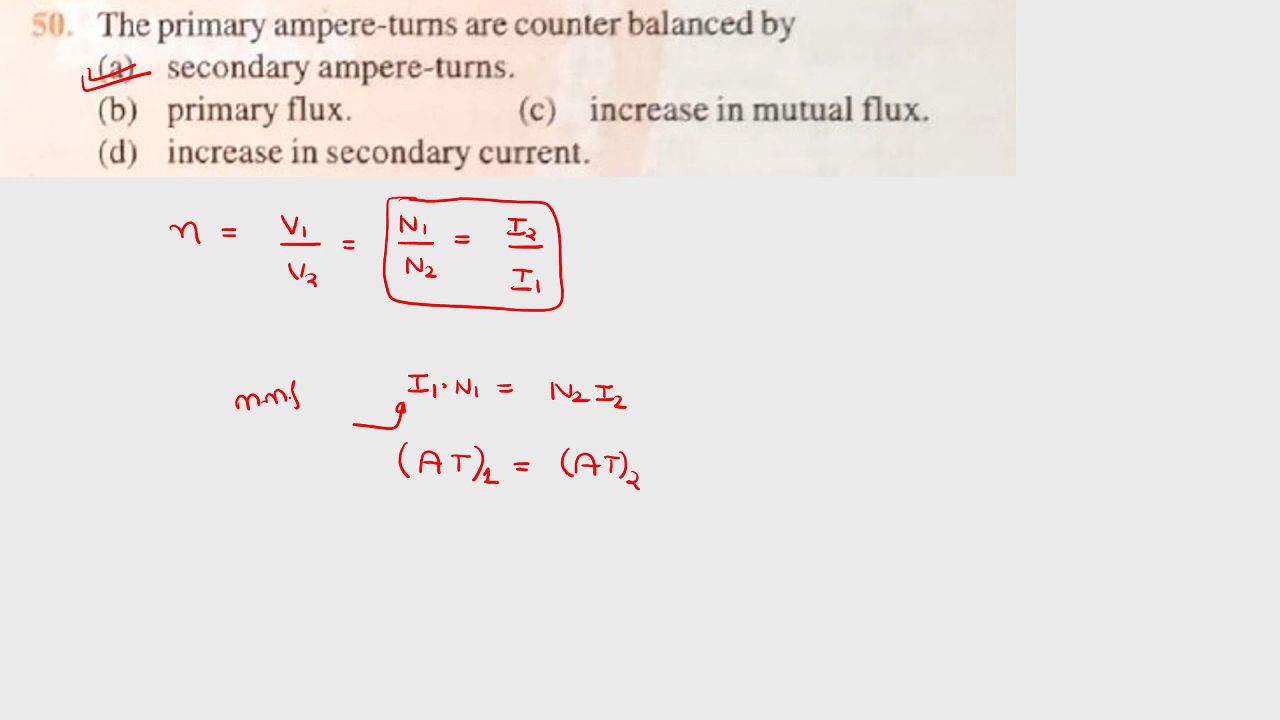 50. The primary ampere-turns are counter balanced by
(a) secondary ampere-turns.
(b) primary flux. (c) increase in mutual flux.
(d) increase in secondary current.
n = V₁/V₂ = N₁/N₂ = I₂/I₁
m.m.f I₁·N₁ = N₂I₂
(AT)₁ = (AT)₂